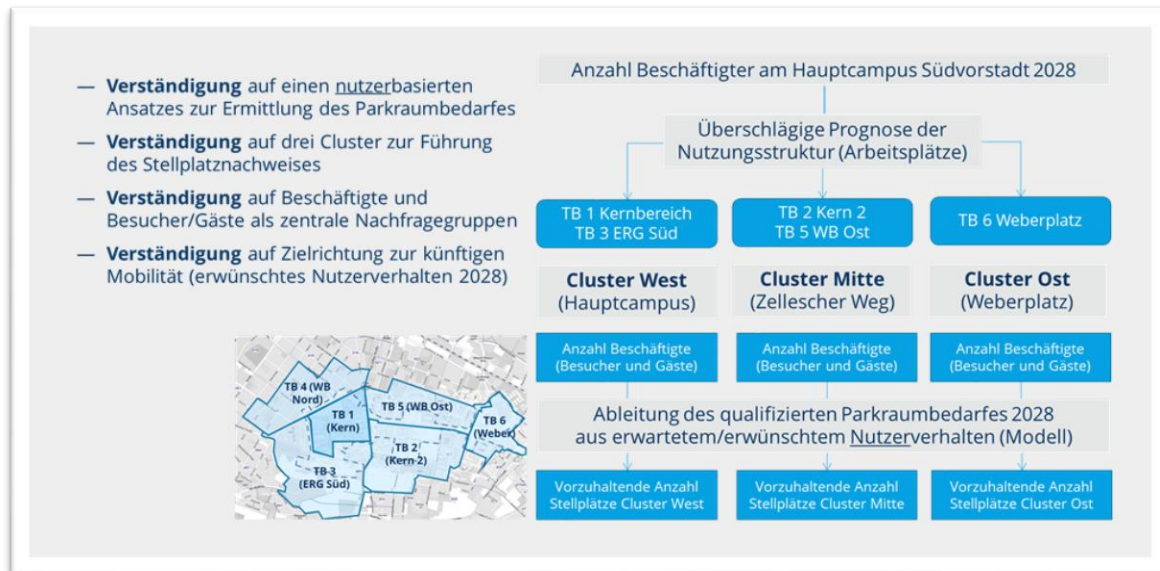 — Verständigung auf einen nutzerbasierten
Ansatzes zur Ermittlung des Parkraumbedarfes
— Verständigung auf drei Cluster zur Führung
des Stellplatznachweises
— Verständigung auf Beschäftigte und
Besucher/Gäste als zentrale Nachfragegruppen
— Verständigung auf Zielrichtung zur künftigen
Mobilität (erwünschtes Nutzerverhalten 2028)
TB 4 (WB
Nord)
TB 1
(Kern)
TB 5 (WB Ost)
TB 6
(Weber)
TB 2
(Kern 2)
TB 3
(ERG Süd)
Anzahl Beschäftigter am Hauptcampus Südvorstadt 2028
Überschlägige Prognose der
Nutzungsstruktur (Arbeitsplätze)
TB 1 Kernbereich
TB 3 ERG Süd
TB 2 Kern 2
TB 5 WB Ost
TB 6 Weberplatz
Cluster West
(Hauptcampus)
Cluster Mitte
(Zellescher Weg)
Cluster Ost
(Weberplatz)
Anzahl Beschäftigte
(Besucher und Gäste)
Anzahl Beschäftigte
(Besucher und Gäste)
Anzahl Beschäftigte
(Besucher und Gäste)
Ableitung des qualifizierten Parkraumbedarfes 2028
aus erwartetem/erwünschtem Nutzerverhalten (Modell)
Vorzuhaltende Anzahl
Stellplätze Cluster West
Vorzuhaltende Anzahl
Stellplätze Cluster Mitte
Vorzuhaltende Anzahl
Stellplätze Cluster Ost